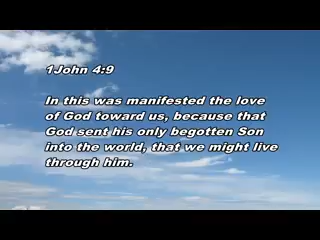 1John 4:9
In this was manifested the love
of God toward us, because that
God sent his only begotten Son
into the world, that we might live
through him.